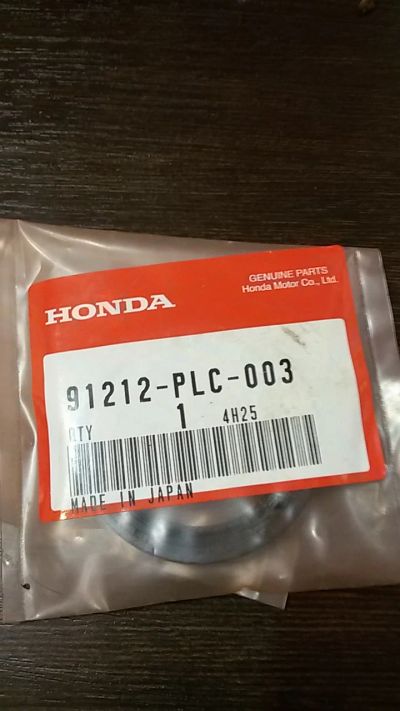 HONDA
GENUINE PARTS
Honda Motor Co., Ltd.
91212-PLC-003
QTY 1 4H25
MADE IN JAPAN